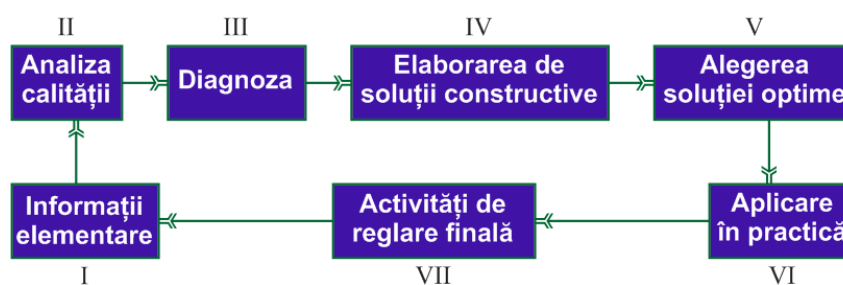 II
III
IV
V
Analiza
calității
Diagnoza
Elaborarea de
soluții constructive
Alegerea
soluției optime
Informații
elementare
Activități de
reglare finală
Aplicare
în practică
I
VII
VI